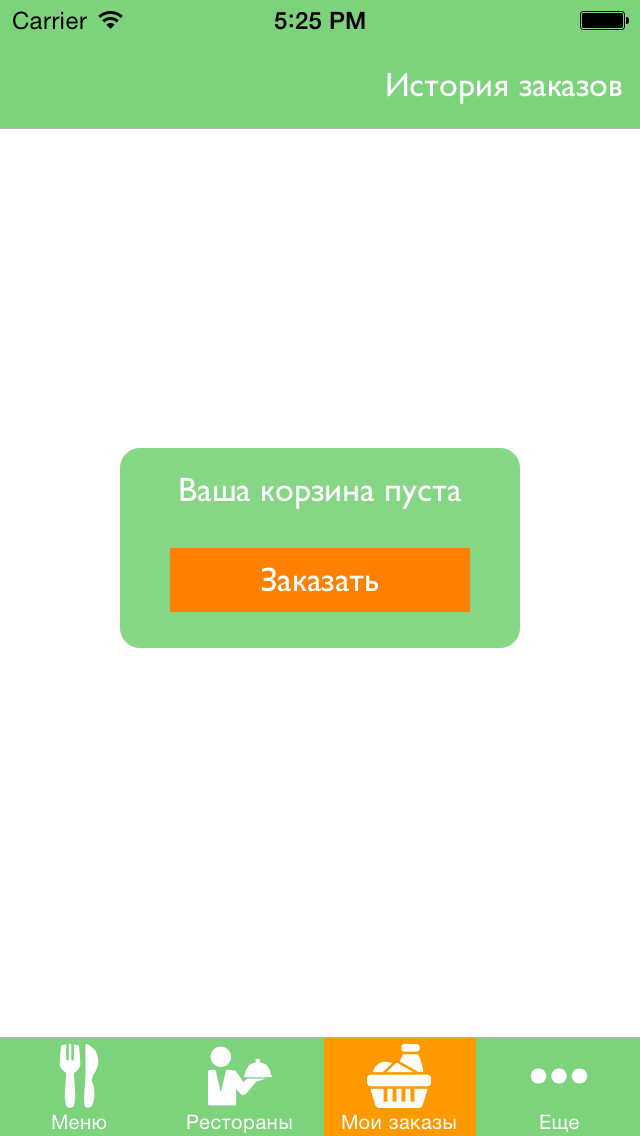 Carrier 5:25 PM
История заказов
Ваша корзина пуста
Заказать
Меню Рестораны Мои заказы Еще